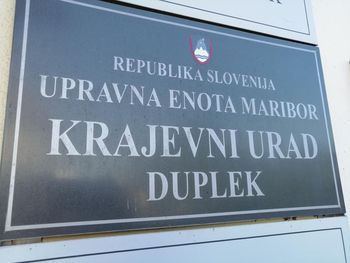 REPUBLIKA SLOVENIJA
UPRAVNA ENOTA MARIBOR
KRAJEVNI URAD
DUPLEK